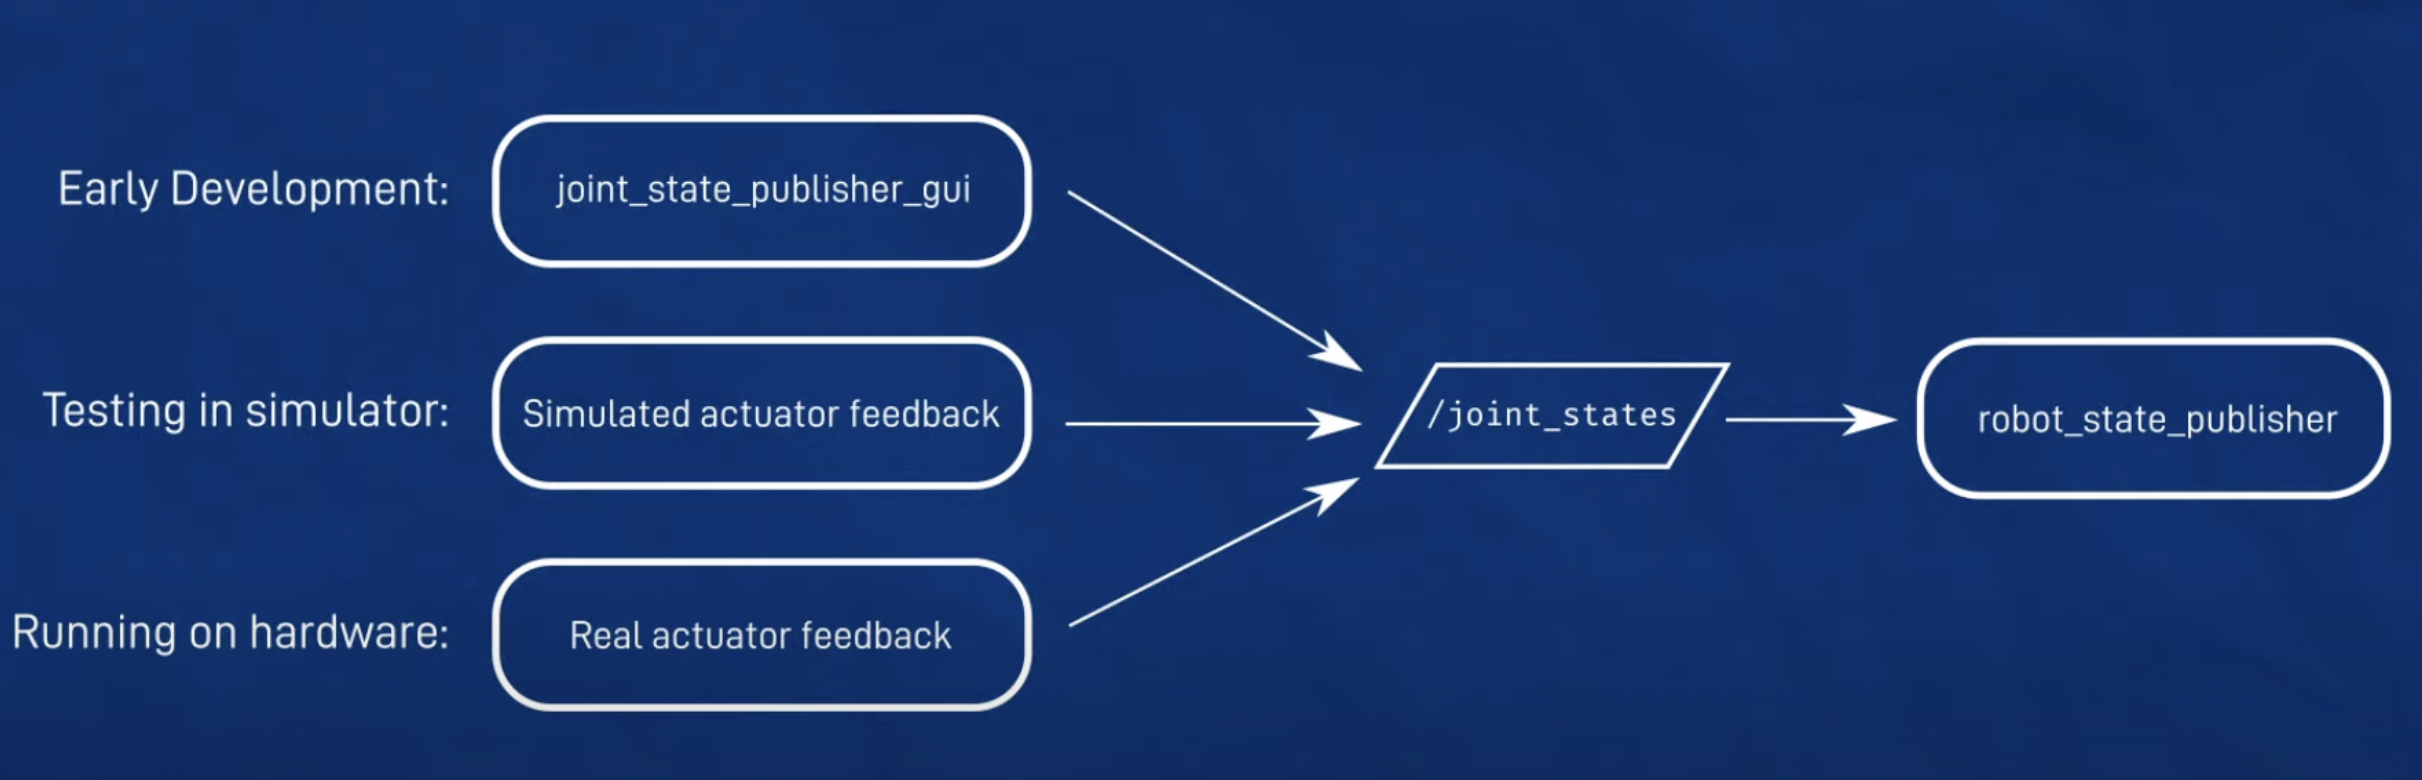 Early Development:
joint_state_publisher_gui
Testing in simulator:
Simulated actuator feedback
/joint_states
robot_state_publisher
Running on hardware:
Real actuator feedback